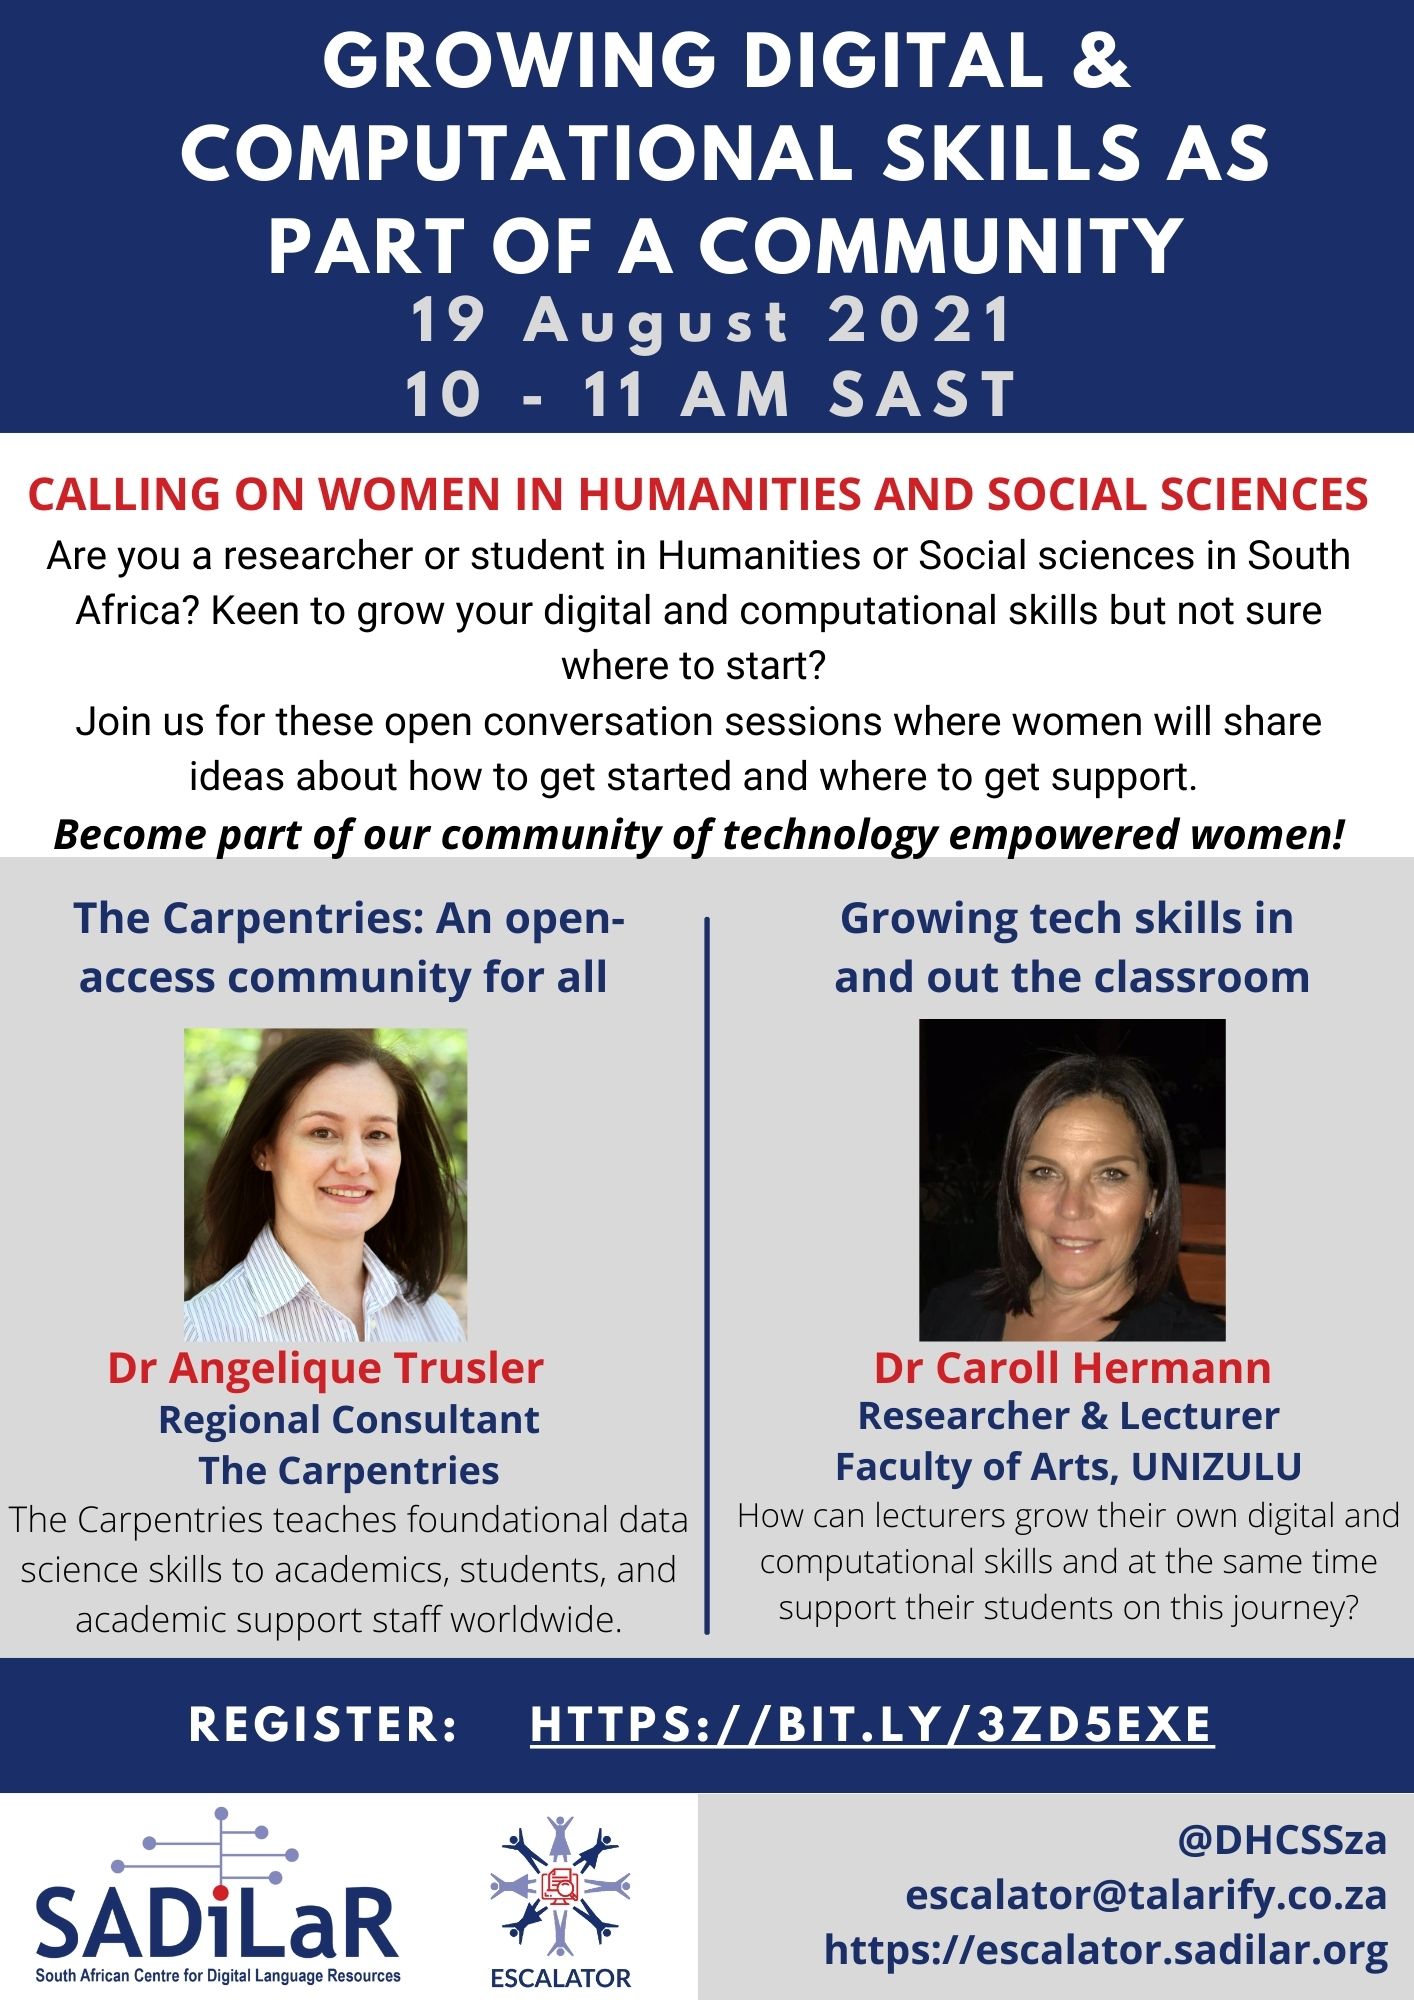 GROWING DIGITAL &
COMPUTATIONAL SKILLS AS
PART OF A COMMUNITY
19 August 2021
10 - 11 AM SAST
CALLING ON WOMEN IN HUMANITIES AND SOCIAL SCIENCES
Are you a researcher or student in Humanities or Social sciences in South
Africa? Keen to grow your digital and computational skills but not sure
where to start?
Join us for these open conversation sessions where women will share
ideas about how to get started and where to get support.
Become part of our community of technology empowered women!
The Carpentries: An open-
access community for all
Dr Angelique Trusler
Regional Consultant
The Carpentries
The Carpentries teaches foundational data
science skills to academics, students, and
academic support staff worldwide.
Growing tech skills in
and out the classroom
Dr Caroll Hermann
Researcher & Lecturer
Faculty of Arts, UNIZULU
How can lecturers grow their own digital and
computational skills and at the same time
support their students on this journey?
REGISTER: HTTPS://BIT.LY/3ZD5EXE
SADiLaR
South African Centre for Digital Language Resources
ESCALATOR
@DHCSSza
escalator@talarify.co.za
https://escalator.sadilar.org